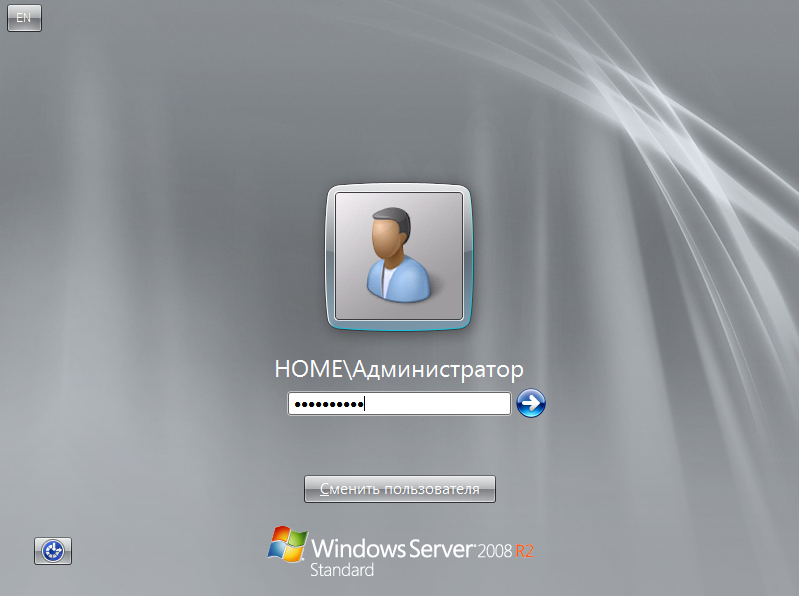 EN
HOME\Администратор
••••••••••
Сменить пользователя
Windows Server 2008 R2
Standard